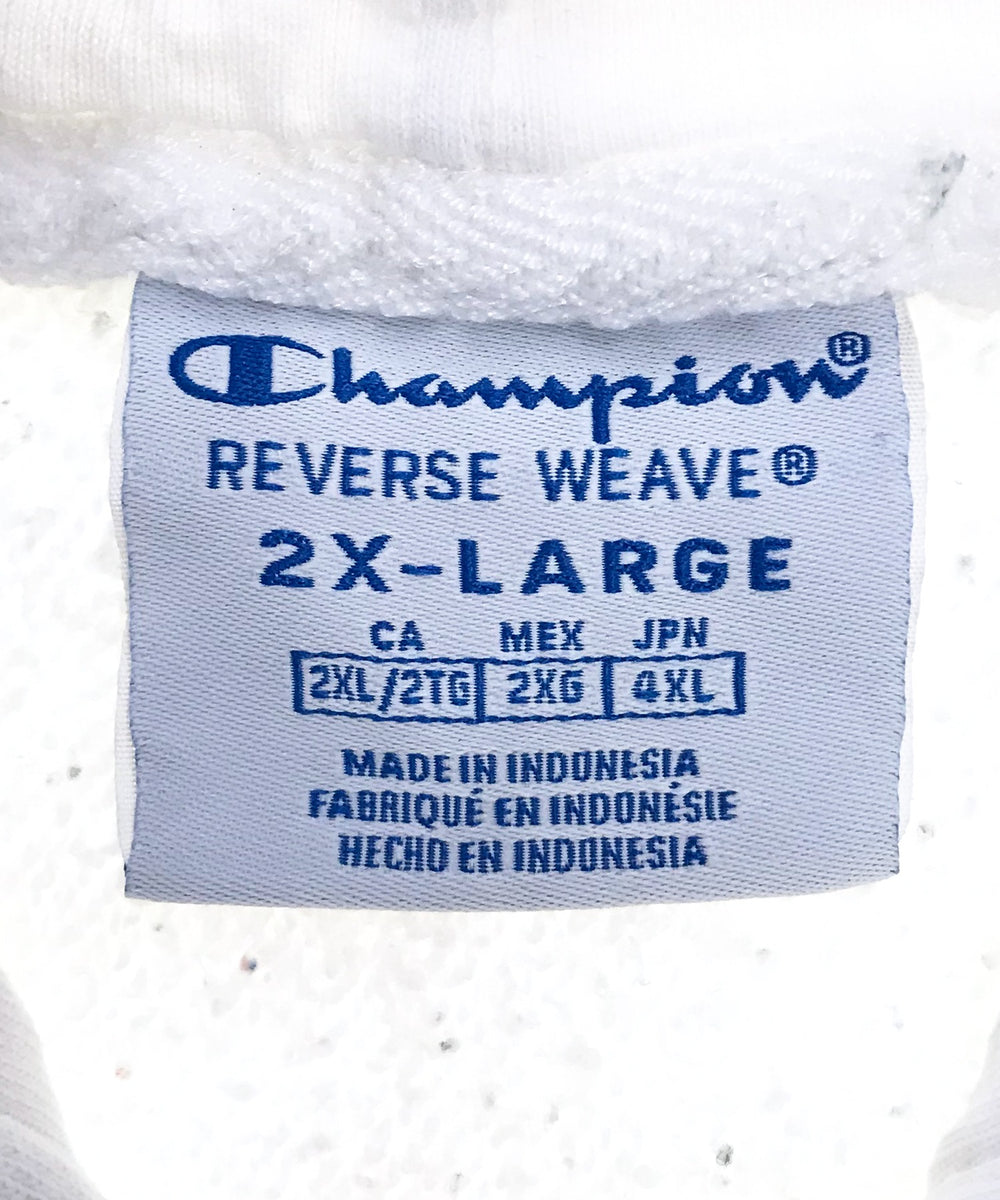 Champion®
REVERSE WEAVE®
2X-LARGE
CA MEX JPN
2XL/2TG 2XG 4XL
MADE IN INDONESIA
FABRIQUÉ EN INDONÉSIE
HECHO EN INDONESIA